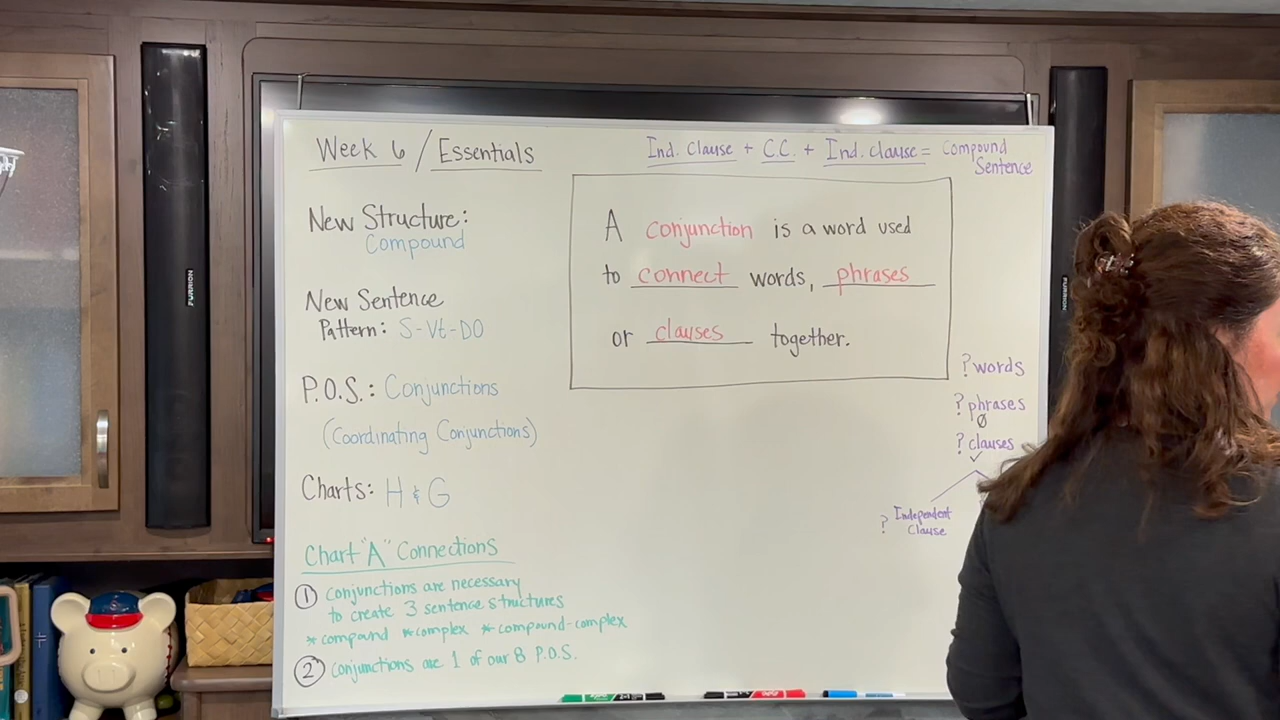 Week 6 / Essentials
New Structure:
Compound
New Sentence
Pattern: S-Vt-DO
P.O.S.: Conjunctions
(Coordinating Conjunctions)
Charts: H & G
Chart "A" Connections
① conjunctions are necessary
to create 3 sentence structures
*compound *complex *compound-complex
② conjunctions are 1 of our 8 P.O.S.
Ind. Clause + C.C. + Ind. clause = Compound
Sentence
A conjunction is a word used
to connect words, phrases
or clauses together.
? words
? phrases
Ø
? clauses
✓
? Independent
Clause
FURRION
FURRION